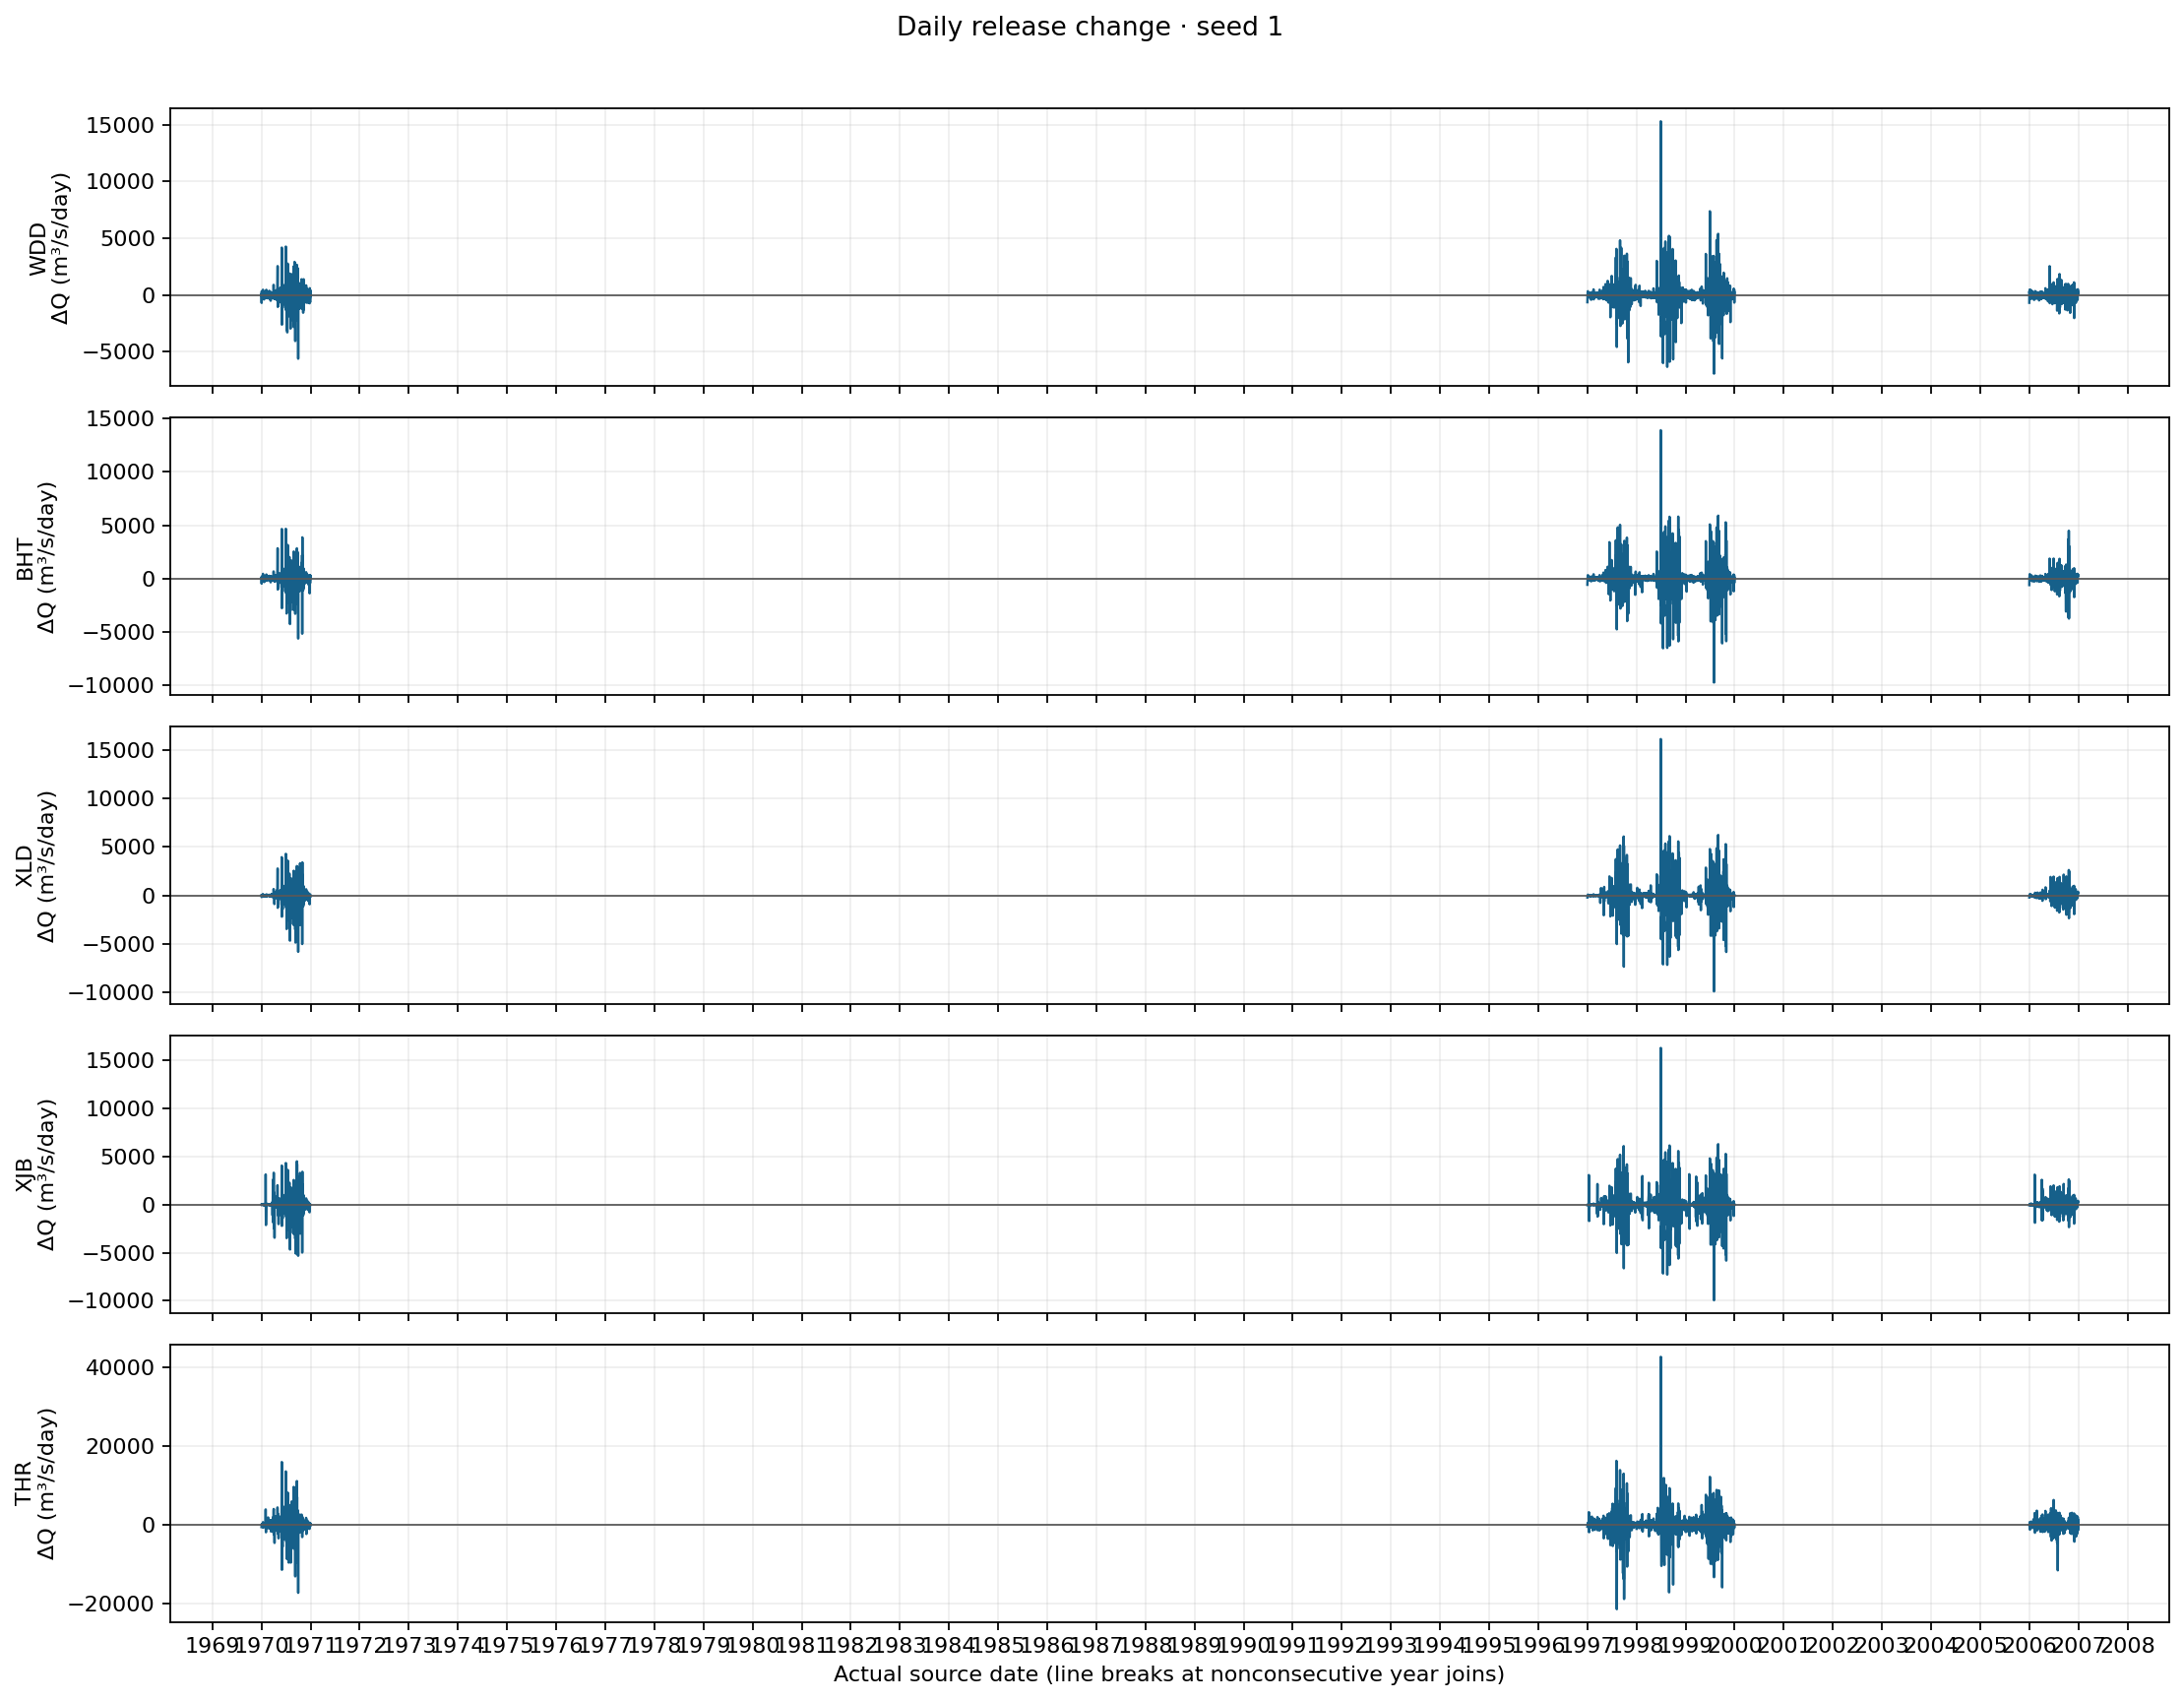 Daily release change · seed 1
WDD
ΔQ (m³/s/day)
15000
10000
5000
0
−5000
BHT
ΔQ (m³/s/day)
15000
10000
5000
0
−5000
−10000
XLD
ΔQ (m³/s/day)
15000
10000
5000
0
−5000
−10000
XJB
ΔQ (m³/s/day)
15000
10000
5000
0
−5000
−10000
THR
ΔQ (m³/s/day)
40000
20000
0
−20000
1969 1970 1971 1972 1973 1974 1975 1976 1977 1978 1979 1980 1981 1982 1983 1984 1985 1986 1987 1988 1989 1990 1991 1992 1993 1994 1995 1996 1997 1998 1999 2000 2001 2002 2003 2004 2005 2006 2007 2008
Actual source date (line breaks at nonconsecutive year joins)